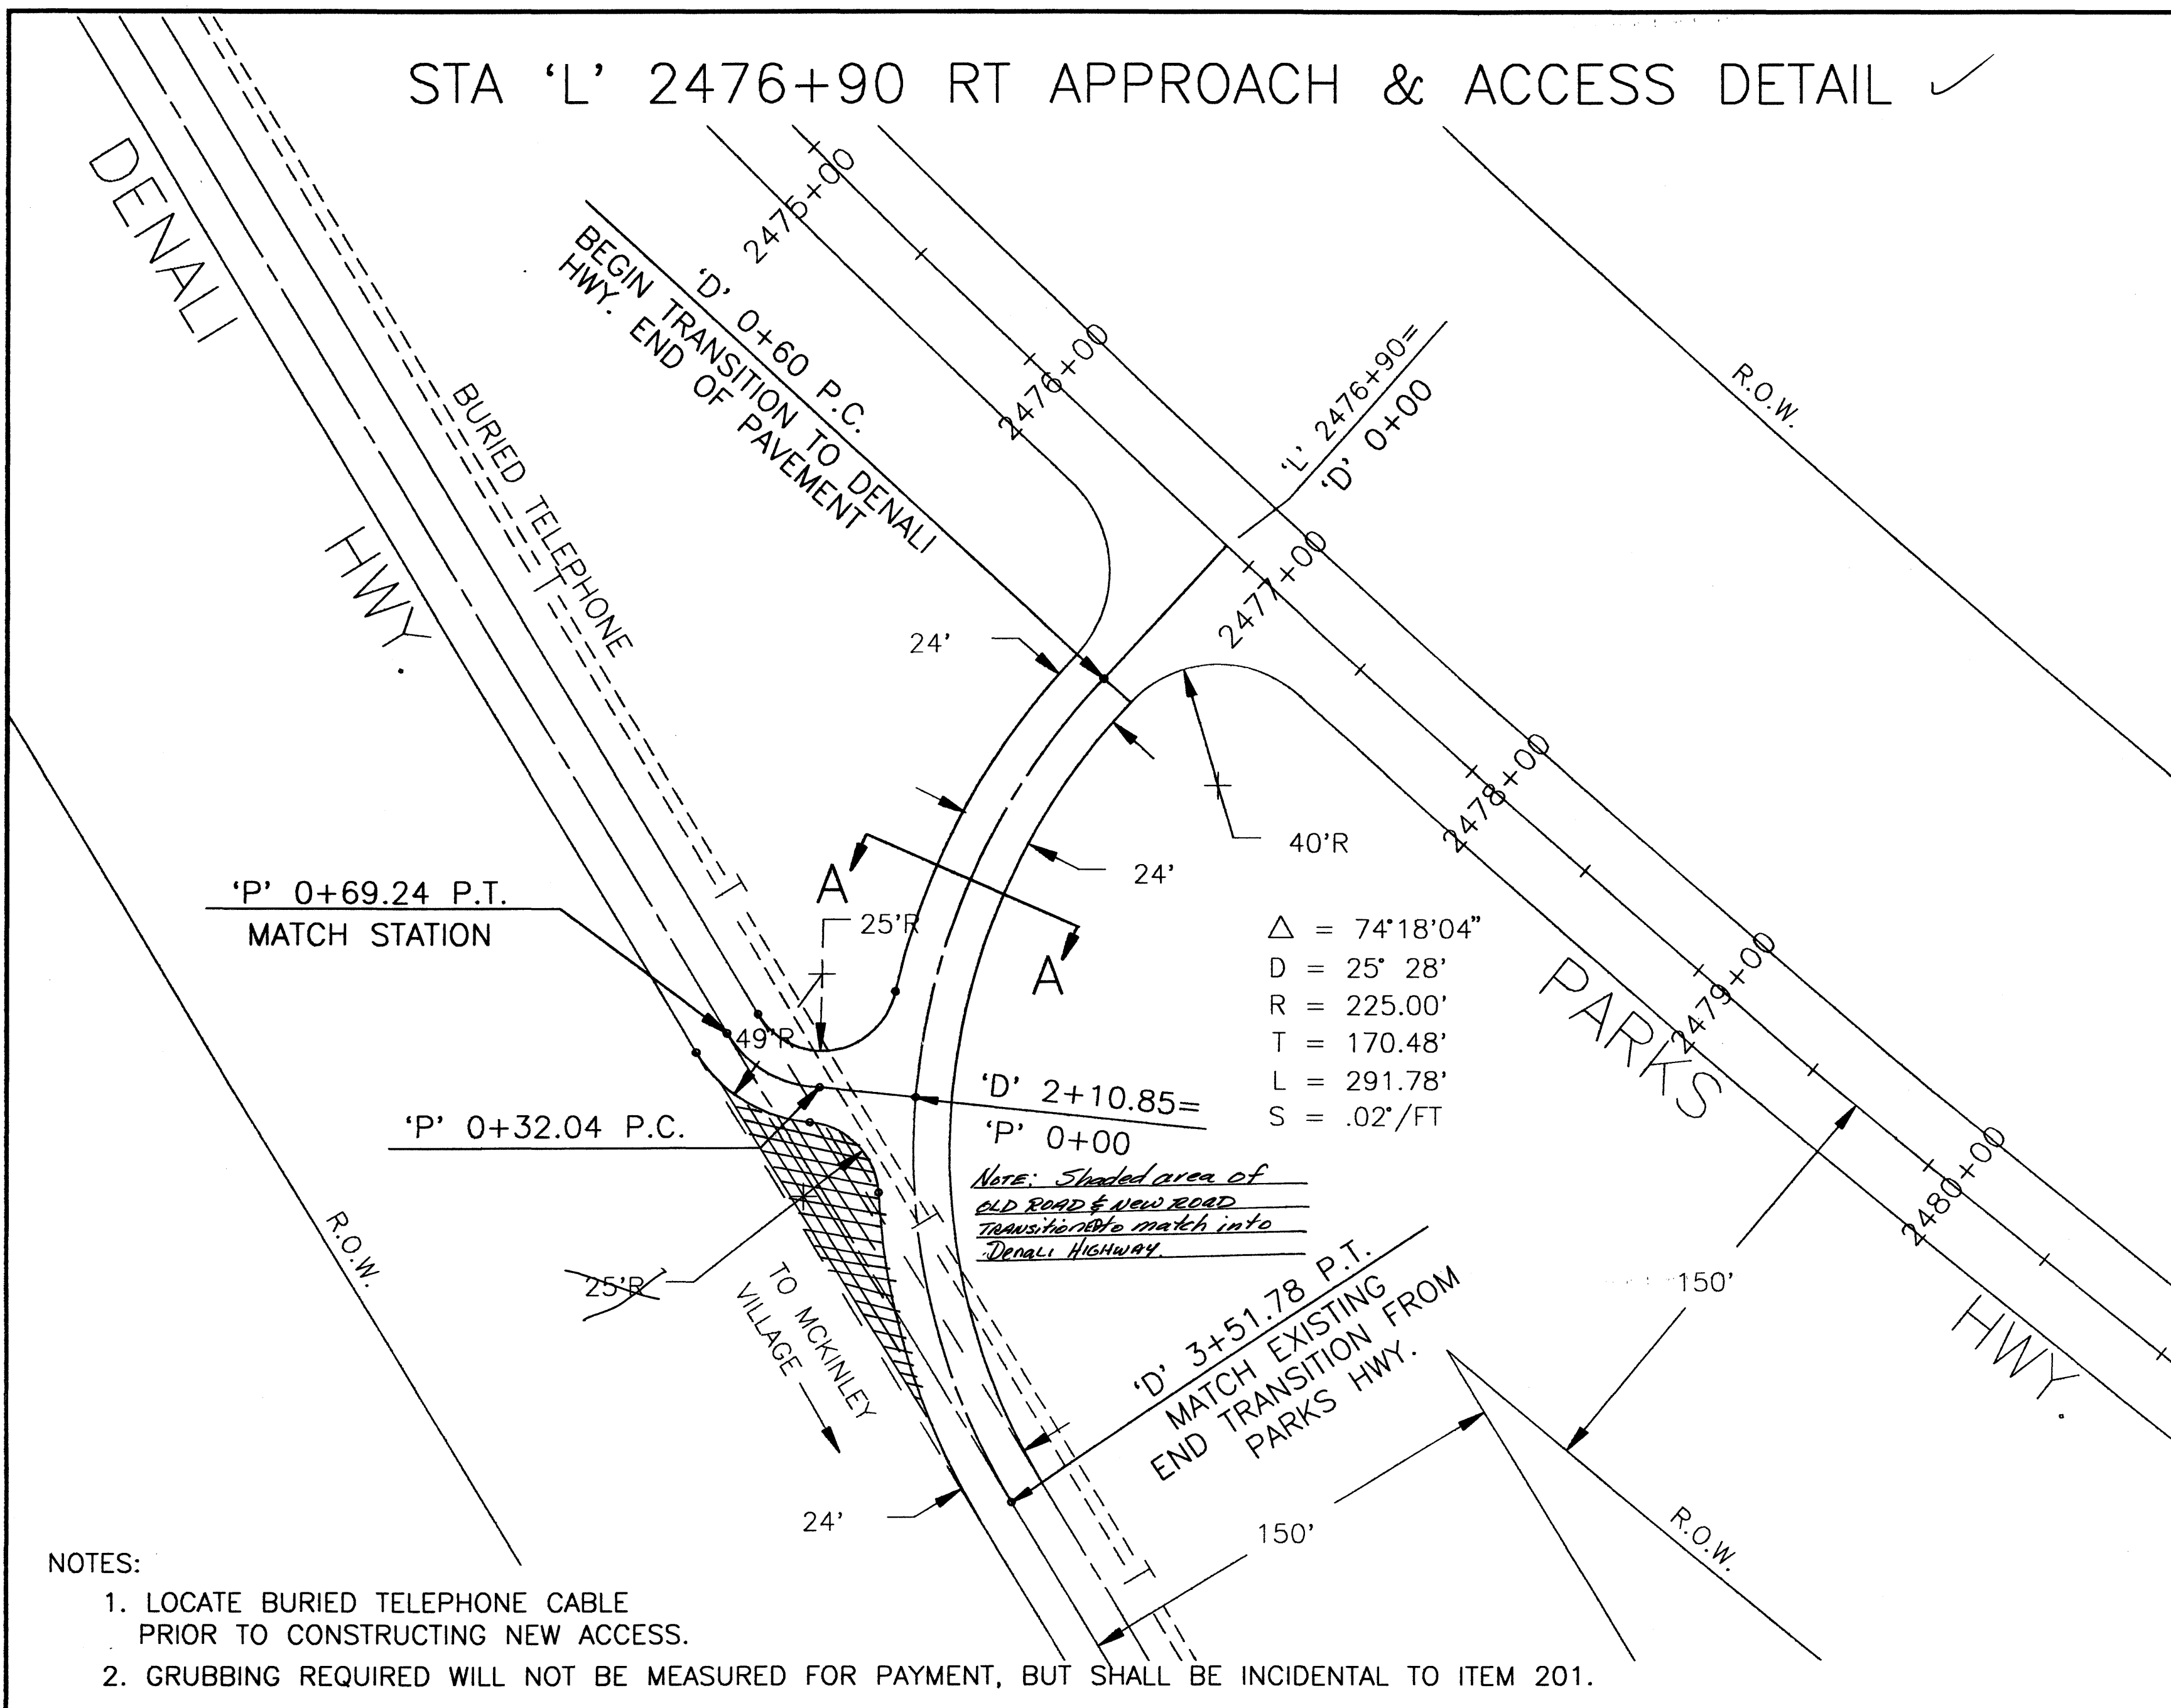 STA ‘L’ 2476+90 RT APPROACH & ACCESS DETAIL
DENALI
HWY.
BURIED TELEPHONE
T
T
T
T
‘D’ 0+60 P.C.
BEGIN TRANSITION TO DENALI
HWY. END OF PAVEMENT
2475+00
2476+00
‘L’ 2476+90=
‘D’ 0+00
2477+00
2478+00
2479+00
2480+00
R.O.W.
PARKS
HWY.
24'
40'R
24'
A
A
25'R
49'R
‘P’ 0+69.24 P.T.
MATCH STATION
‘P’ 0+32.04 P.C.
‘D’ 2+10.85=
‘P’ 0+00
Δ = 74°18'04"
D = 25° 28'
R = 225.00'
T = 170.48'
L = 291.78'
S = .02'/FT
NOTE: Shaded area of
OLD ROAD & NEW ROAD
TRANSITIONED to match into
DENALI HIGHWAY.
25'R
R.O.W.
TO MCKINLEY
VILLAGE
‘D’ 3+51.78 P.T.
MATCH EXISTING
END TRANSITION FROM
PARKS HWY.
150'
150'
24'
R.O.W.
NOTES:
1. LOCATE BURIED TELEPHONE CABLE
PRIOR TO CONSTRUCTING NEW ACCESS.
2. GRUBBING REQUIRED WILL NOT BE MEASURED FOR PAYMENT, BUT SHALL BE INCIDENTAL TO ITEM 201.